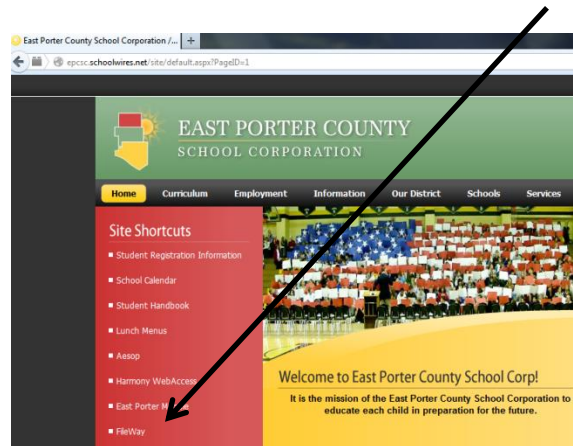 East Porter County School Corporation /...
epcsc.schoolwires.net/site/default.aspx?PageID=1
EAST PORTER COUNTY
SCHOOL CORPORATION
Home Curriculum Employment Information Our District Schools Services
Site Shortcuts
Student Registration Information
School Calendar
Student Handbook
Lunch Menus
Aesop
Harmony WebAccess
East Porter
FileWay
Welcome to East Porter County School Corp!
It is the mission of the East Porter County School Corporation to
educate each child in preparation for the future.